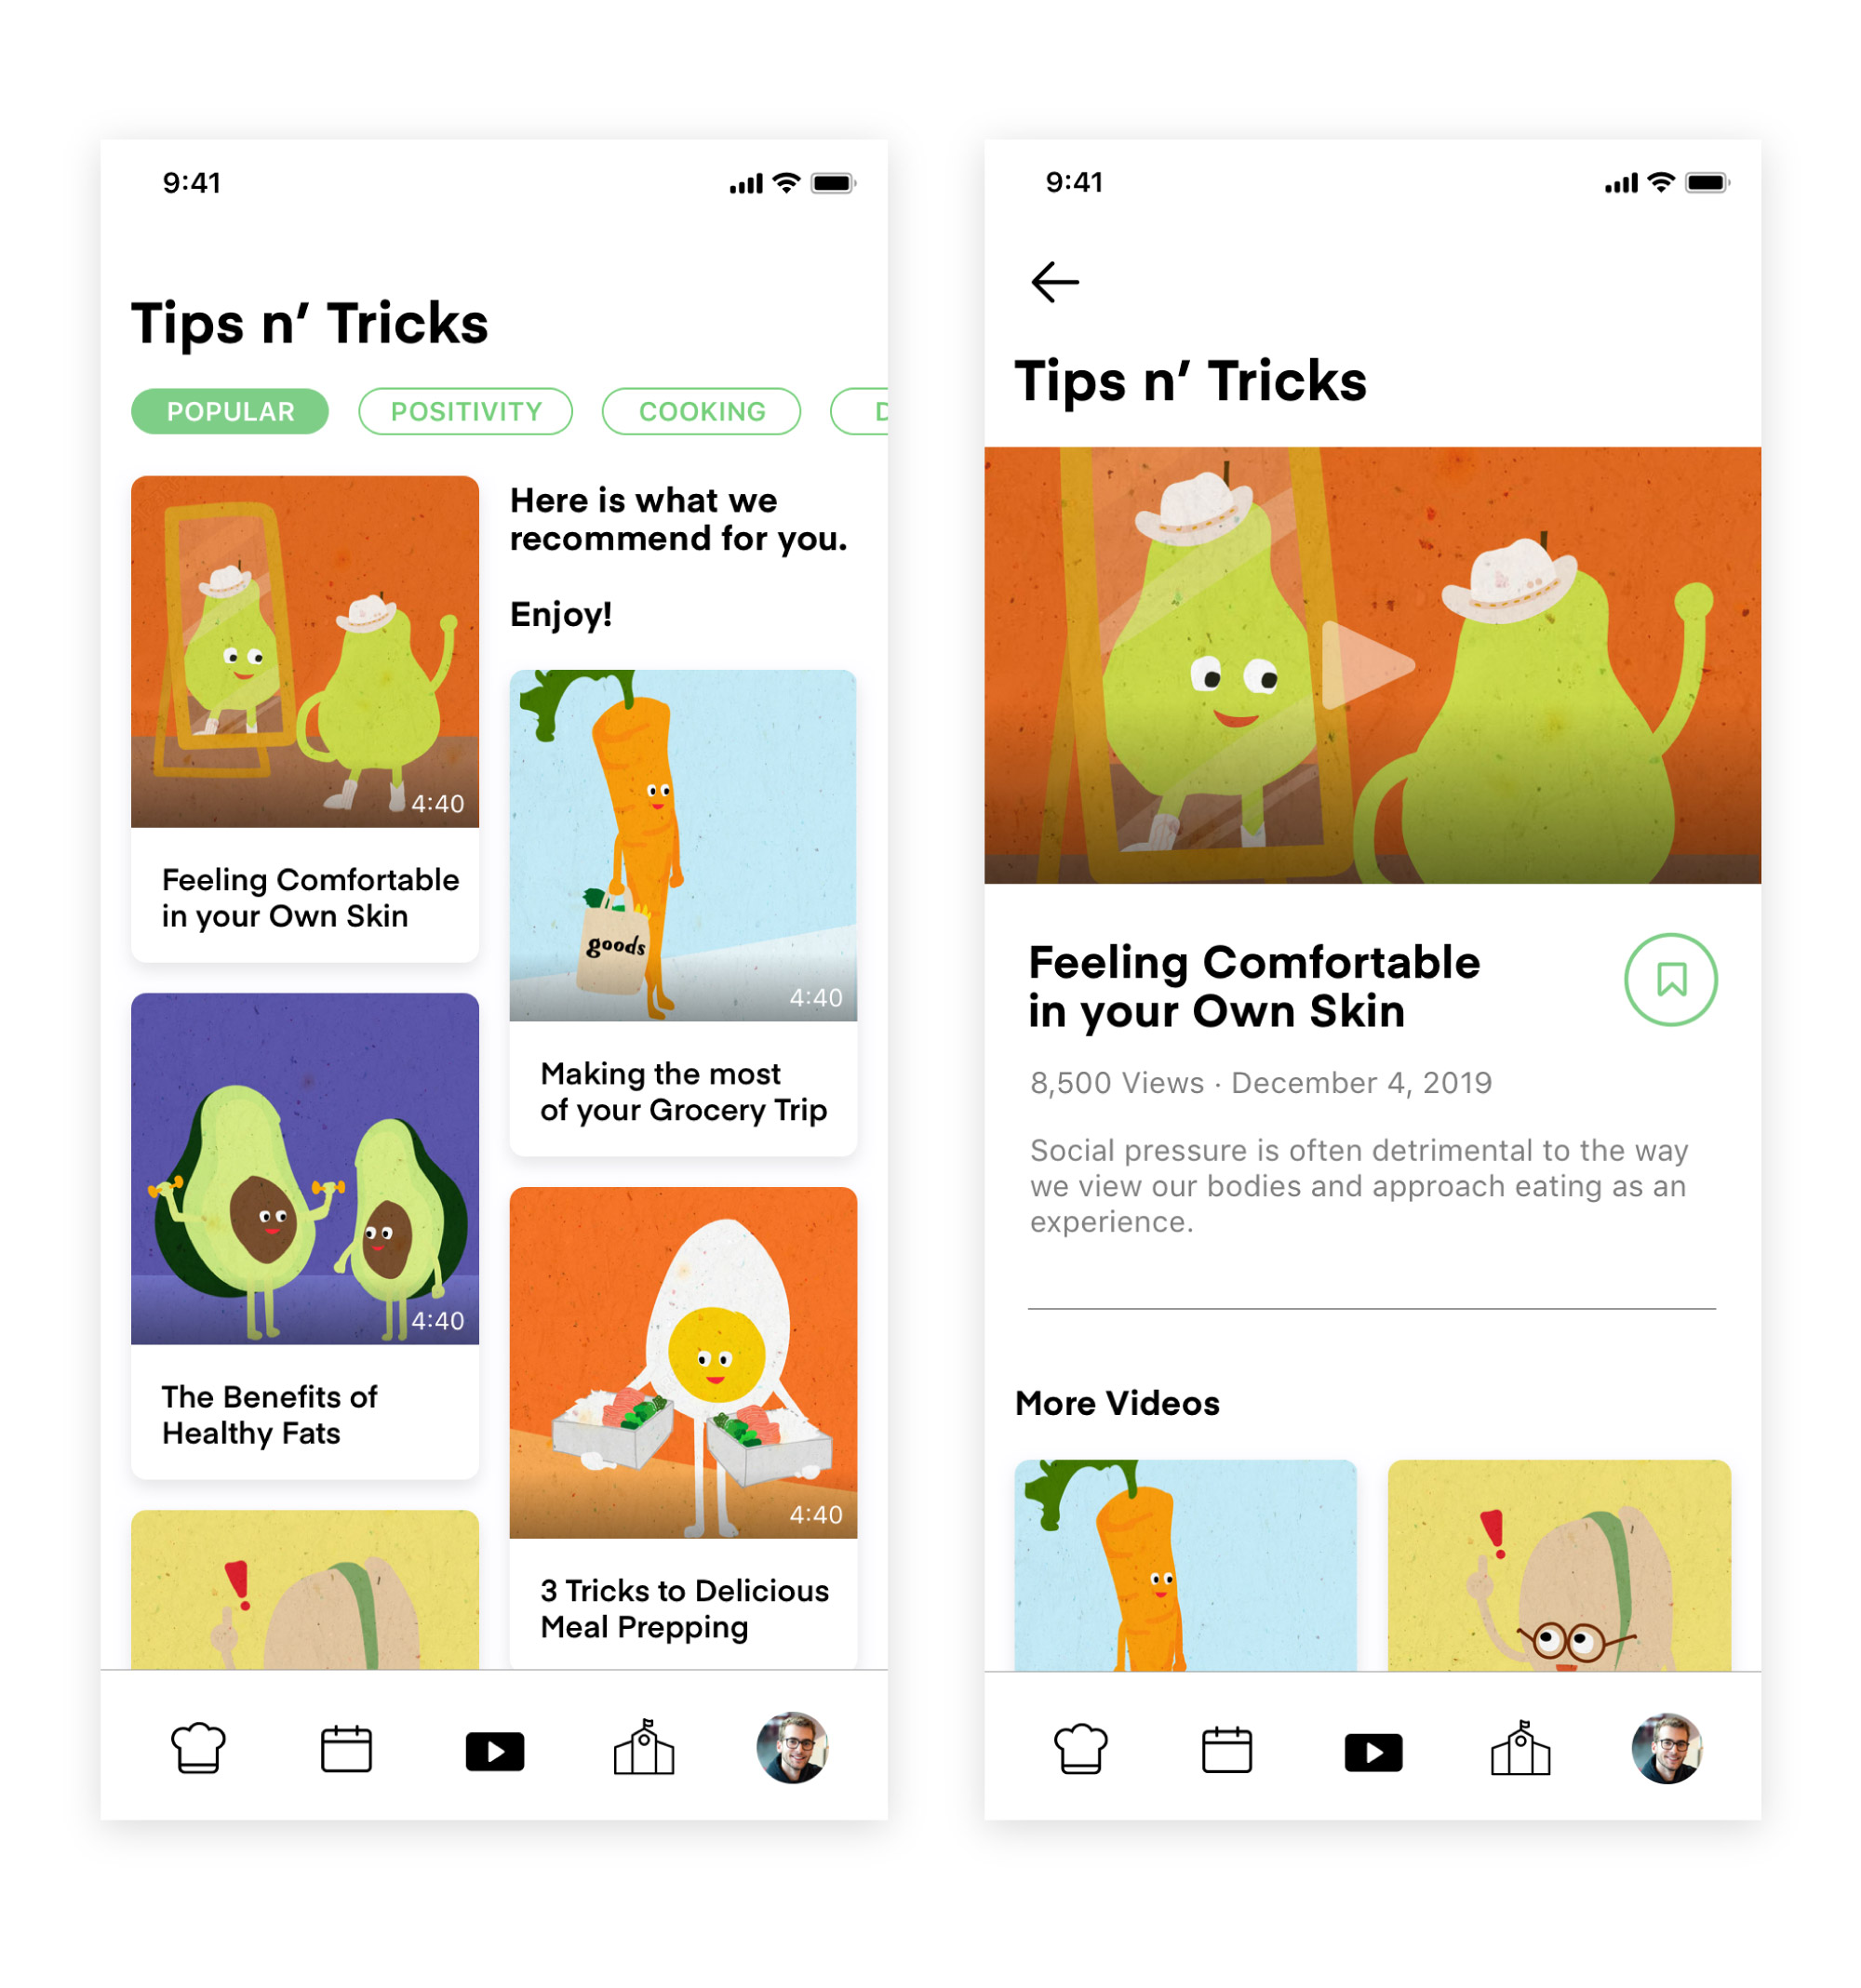 9:41
Tips n’ Tricks
POPULAR
POSITIVITY
COOKING
Here is what we
recommend for you.
Enjoy!
4:40
Feeling Comfortable
in your Own Skin
goods
4:40
Making the most
of your Grocery Trip
4:40
The Benefits of
Healthy Fats
4:40
3 Tricks to Delicious
Meal Prepping
9:41
Tips n’ Tricks
Feeling Comfortable
in your Own Skin
8,500 Views · December 4, 2019
Social pressure is often detrimental to the way
we view our bodies and approach eating as an
experience.
More Videos